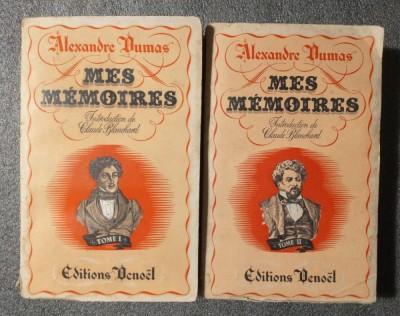 Alexandre Dumas
MES
MÉMOIRES
Introduction de
Claude Blanchard
TOME I
Editions Denoël
Alexandre Dumas
MES
MÉMOIRES
Introduction de
Claude Blanchard
TOME II
Editions Denoël